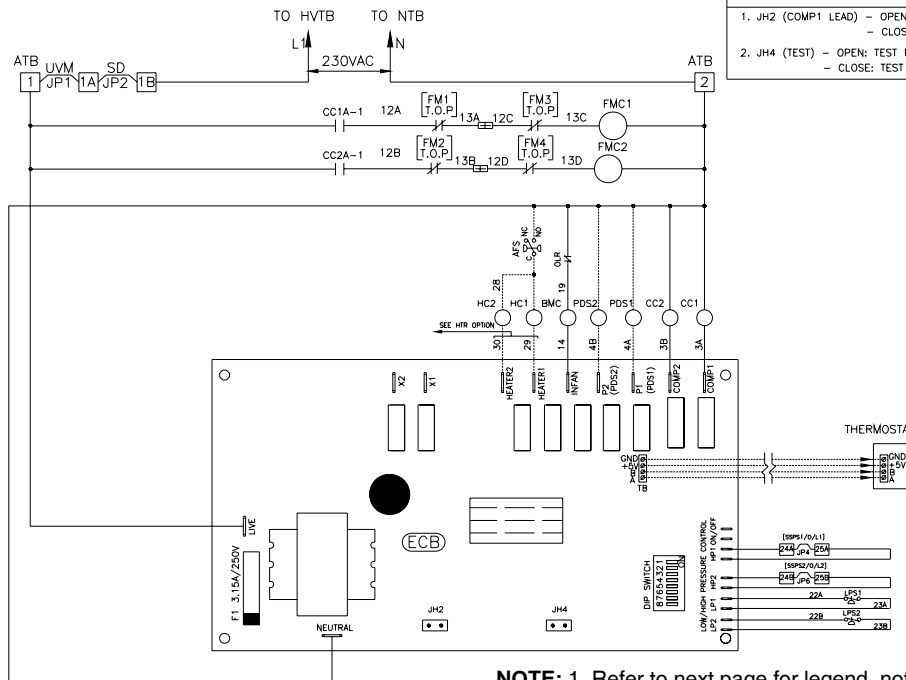 TO HVTB TO NTB
L1 N
230VAC
1. JH2 (COMP1 LEAD) – OPEN
– CLOS
2. JH4 (TEST) – OPEN: TEST
– CLOSE: TEST
ATB UVM SD ATB
1 JP1 1A JP2 1B 2
CC1A-1 12A [FM1 T.O.P] 13A 12C [FM3 T.O.P] 13C FMC1
CC2A-1 12B [FM2 T.O.P] 13B 12D [FM4 T.O.P] 13D FMC2
AFS NC NO C
OLR
28 19
HC2 HC1 BMC PDS2 PDS1 CC2 CC1
SEE HTR OPTION
30 29 14 4B 4A 3B 3A
X2 X1 HEATER2 HEATER1 INFAN P2 (PDS2) P1 (PDS1) COMP2 COMP1
THERMOSTA
GND GND
+5V +5V
B B
A A
TB
LIVE
ECB
F1 3.15A/250V
NEUTRAL
JH2 JH4
DIP SWITCH
87654321
ON
LOW/HIGH PRESSURE CONTROL
ON/OFF
HP1
HP2
LP1
LP2
[SSPS1/O/L1]
24A JP4 25A
[SSPS2/O/L2]
24B JP6 25B
22A LPS1
23A
22B LPS2
23B
NOTE: 1. Refer to next page for legend, not